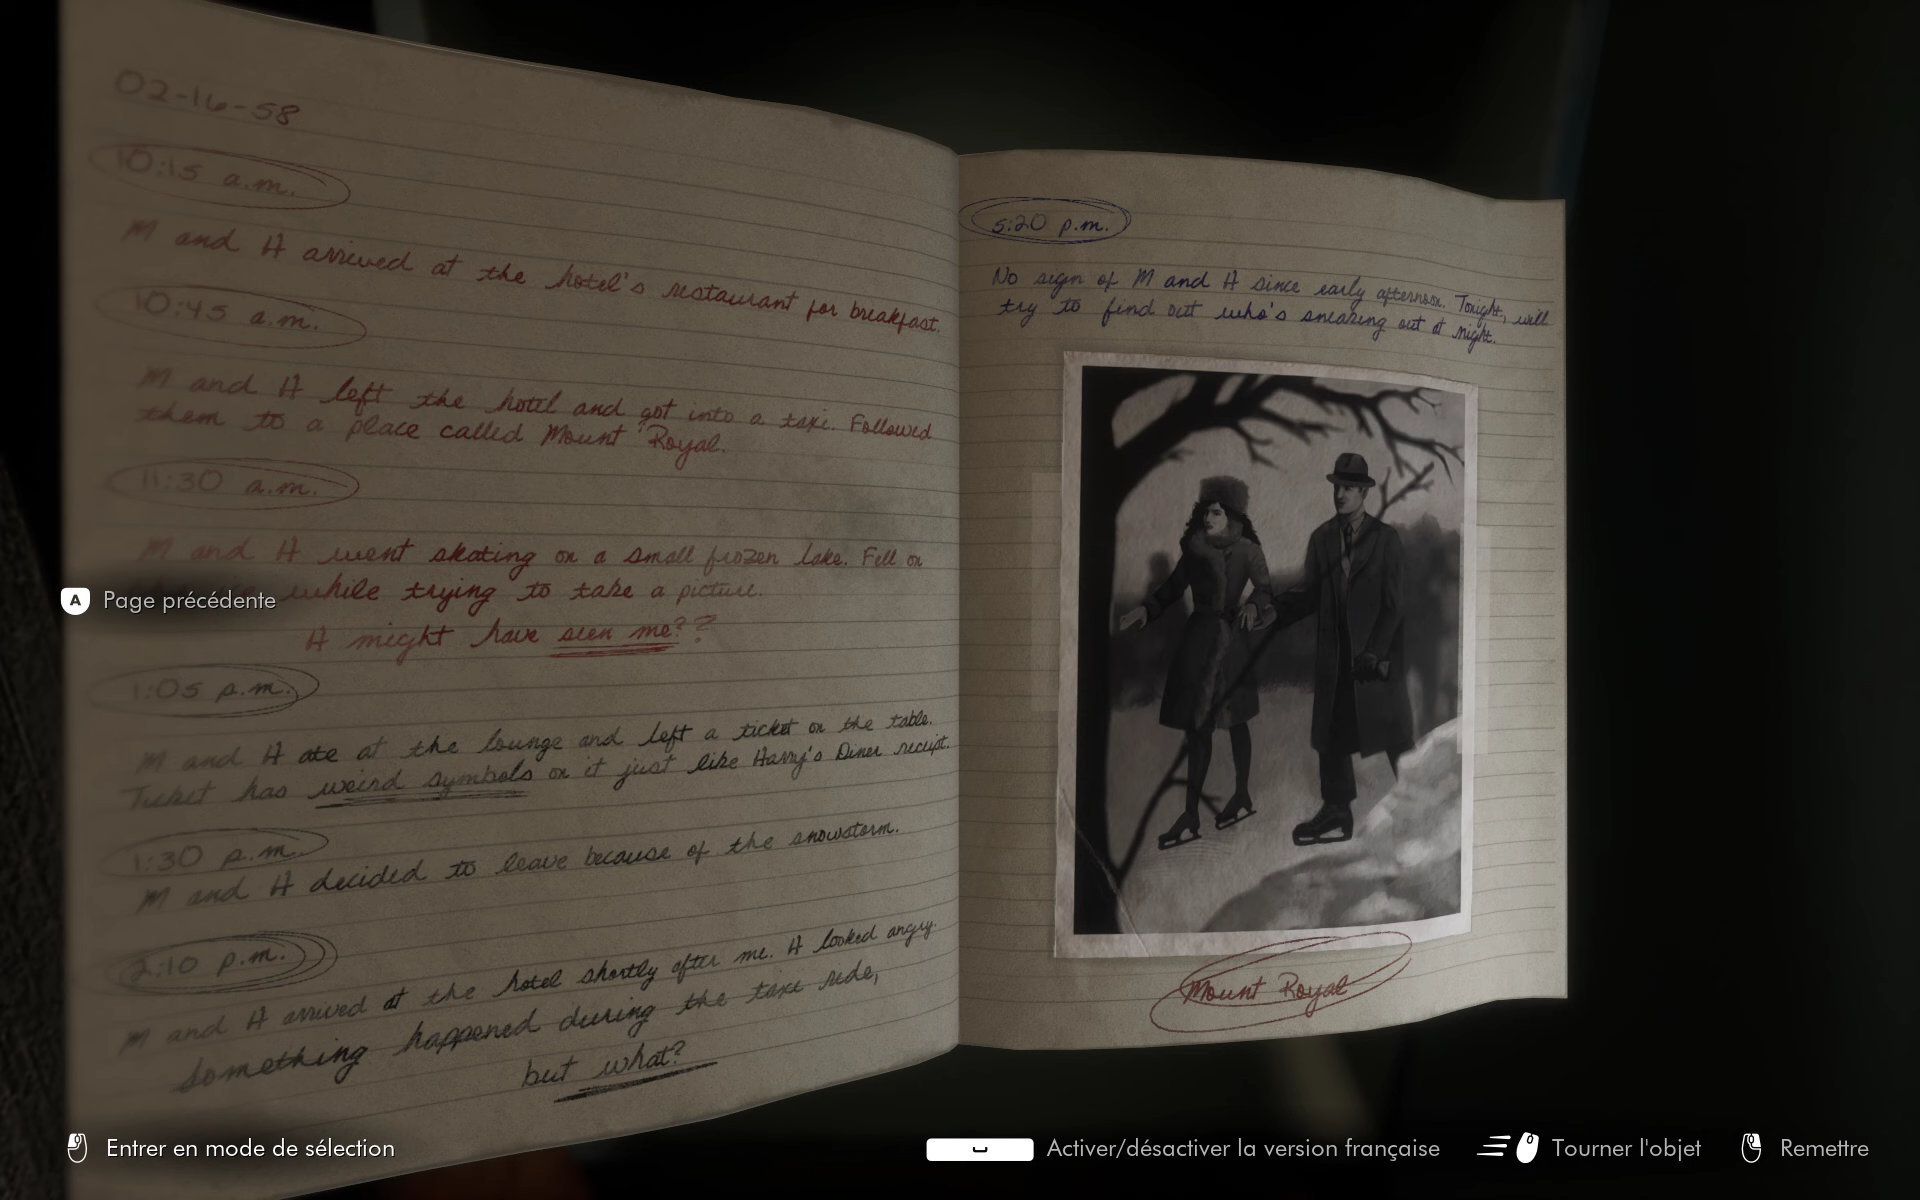 02-16-58
10:15 a.m.
M and H arrived at the hotel's restaurant for breakfast.
10:45 a.m.
M and H left the hotel and got into a taxi. Followed
them to a place called Mount Royal.
11:30 a.m.
M and H went skating on a small frozen lake. Fell on
while trying to take a picture.
H might have seen me??
1:05 p.m.
M and H ate at the lounge and left a ticket on the table.
Ticket has weird symbols on it just like Harry's Diner receipt.
1:30 p.m.
M and H decided to leave because of the snowstorm.
2:10 p.m.
M and H arrived at the hotel shortly after me. H looked angry.
Something happened during the taxi ride,
but what?
5:20 p.m.
No sign of M and H since early afternoon. Tonight, will
try to find out who's sneaking out at night.
Mount Royal
A Page précédente
Entrer en mode de sélection
Activer/désactiver la version française
Tourner l'objet
Remettre